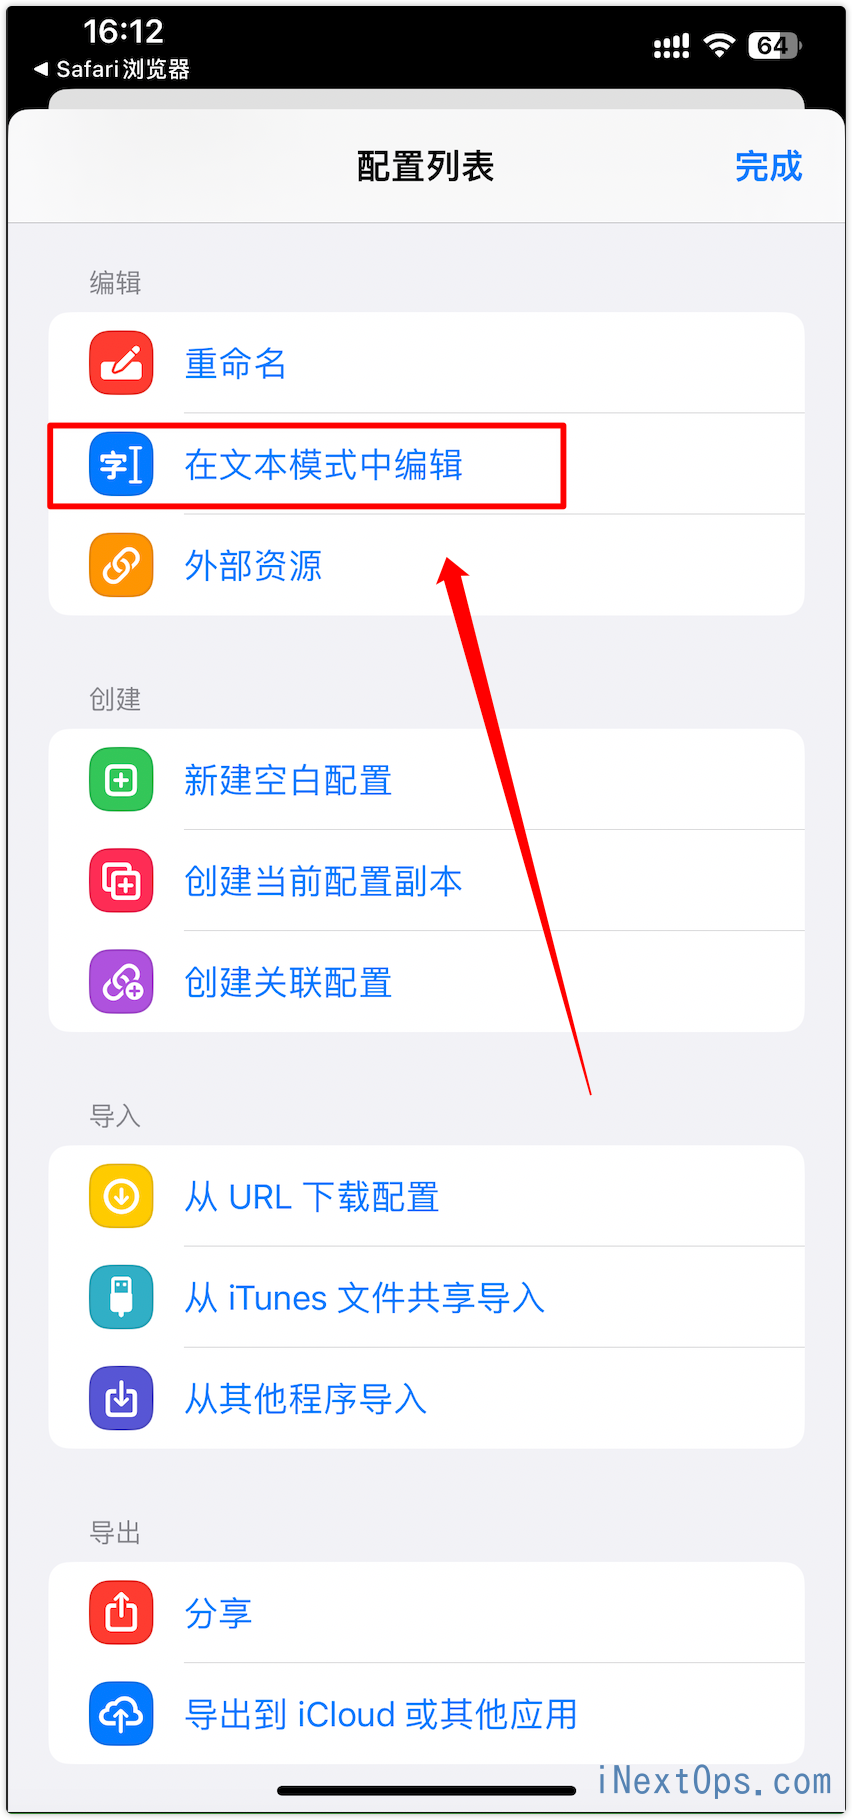 16:12
64
◀ Safari浏览器
配置列表
完成
编辑
重命名
字 在文本模式中编辑
外部资源
创建
新建空白配置
创建当前配置副本
创建关联配置
导入
从 URL 下载配置
从 iTunes 文件共享导入
从其他程序导入
导出
分享
导出到 iCloud 或其他应用
iNextOps.com